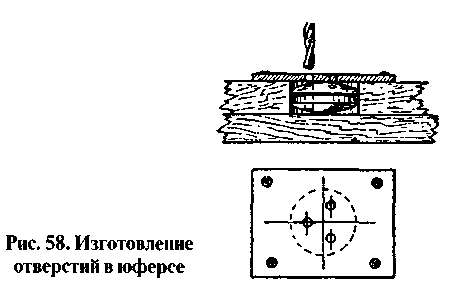 Рис. 58. Изготовление
отверстий в юферсе